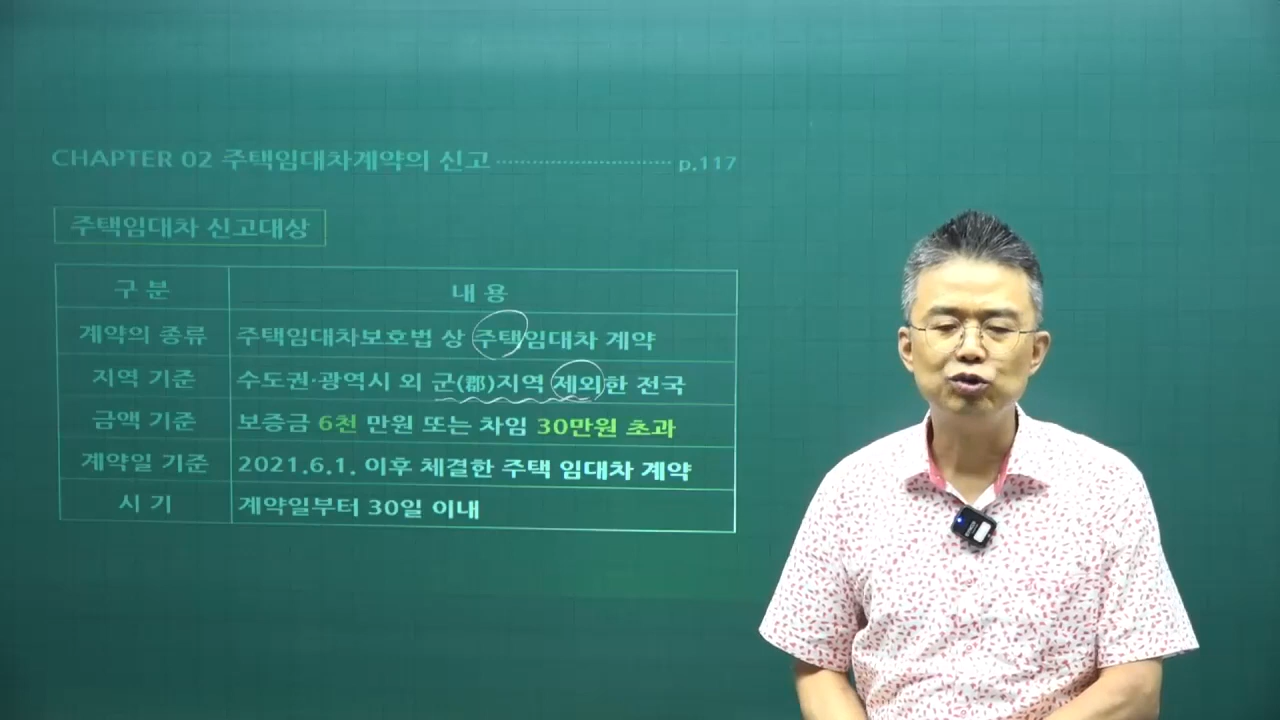 CHAPTER 02 주택임대차계약의 신고 ································ p.117
주택임대차 신고대상
구 분 내 용
계약의 종류 주택임대차보호법 상 주택임대차 계약
지역 기준 수도권·광역시 외 군(郡)지역 제외한 전국
금액 기준 보증금 6천 만원 또는 차임 30만원 초과
계약일 기준 2021.6.1. 이후 체결한 주택 임대차 계약
시 기 계약일부터 30일 이내